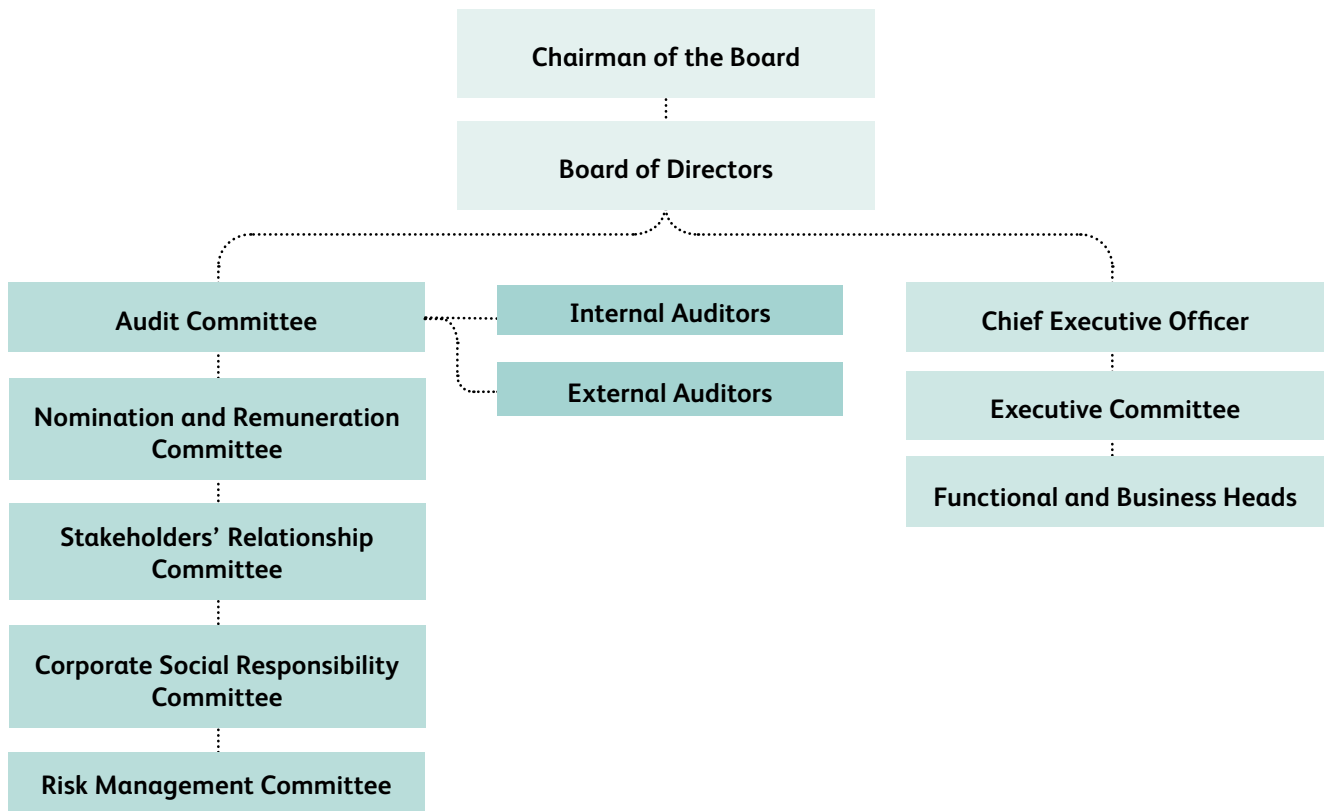 Chairman of the Board
Board of Directors
Audit Committee
Internal Auditors
External Auditors
Nomination and Remuneration
Committee
Stakeholders’ Relationship
Committee
Corporate Social Responsibility
Committee
Risk Management Committee
Chief Executive Officer
Executive Committee
Functional and Business Heads